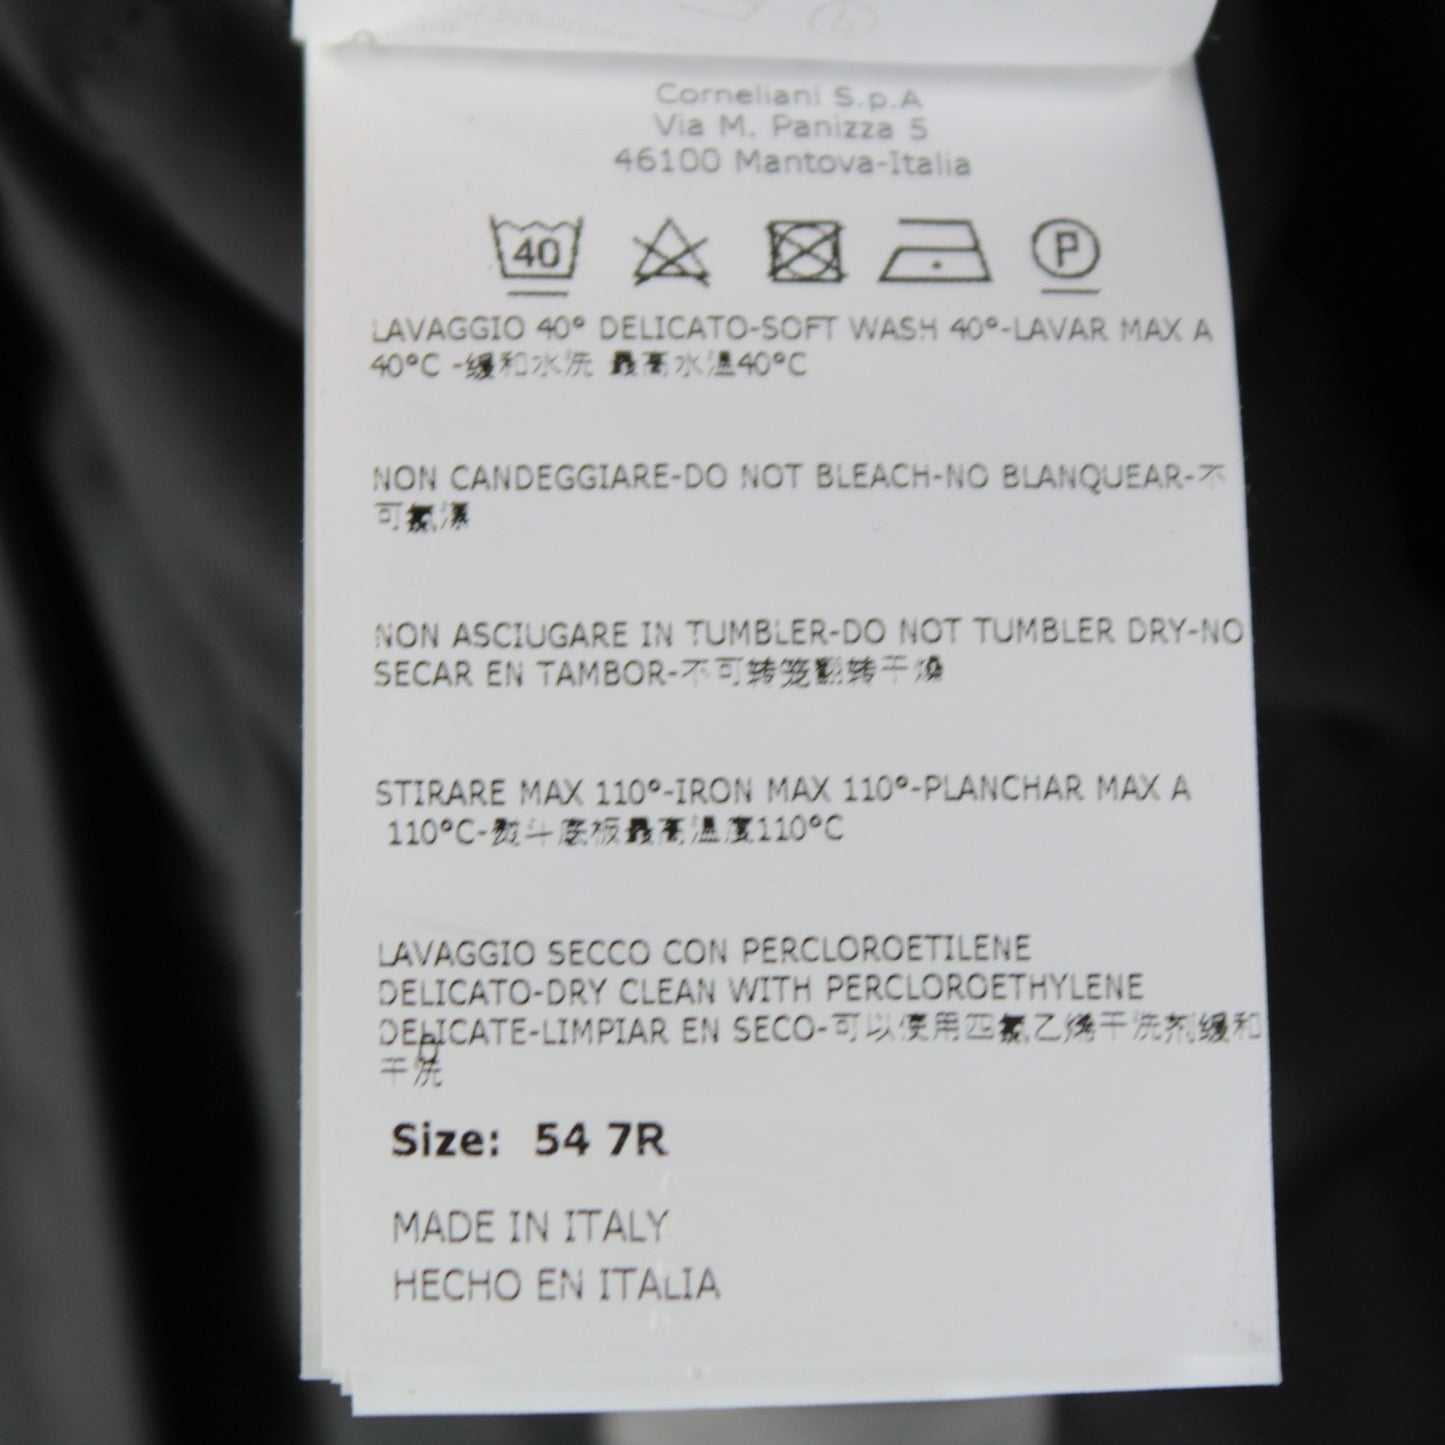 Corneliani S.p.A
Via M. Panizza 5
46100 Mantova-Italia
40 P
LAVAGGIO 40° DELICATO-SOFT WASH 40°-LAVAR MAX A
40°C -缓和水洗 最高水温40°C
NON CANDEGGIARE-DO NOT BLEACH-NO BLANQUEAR-不
可氯漂
NON ASCIUGARE IN TUMBLER-DO NOT TUMBLER DRY-NO
SECAR EN TAMBOR-不可转笼翻转干燥
STIRARE MAX 110°-IRON MAX 110°-PLANCHAR MAX A
110°C-熨斗底板最高温度110°C
LAVAGGIO SECCO CON PERCLOROETILENE
DELICATO-DRY CLEAN WITH PERCLOROETHYLENE
DELICATE-LIMPIAR EN SECO-可以使用四氯乙烯干洗剂缓和
干洗
Size: 54 7R
MADE IN ITALY
HECHO EN ITALIA